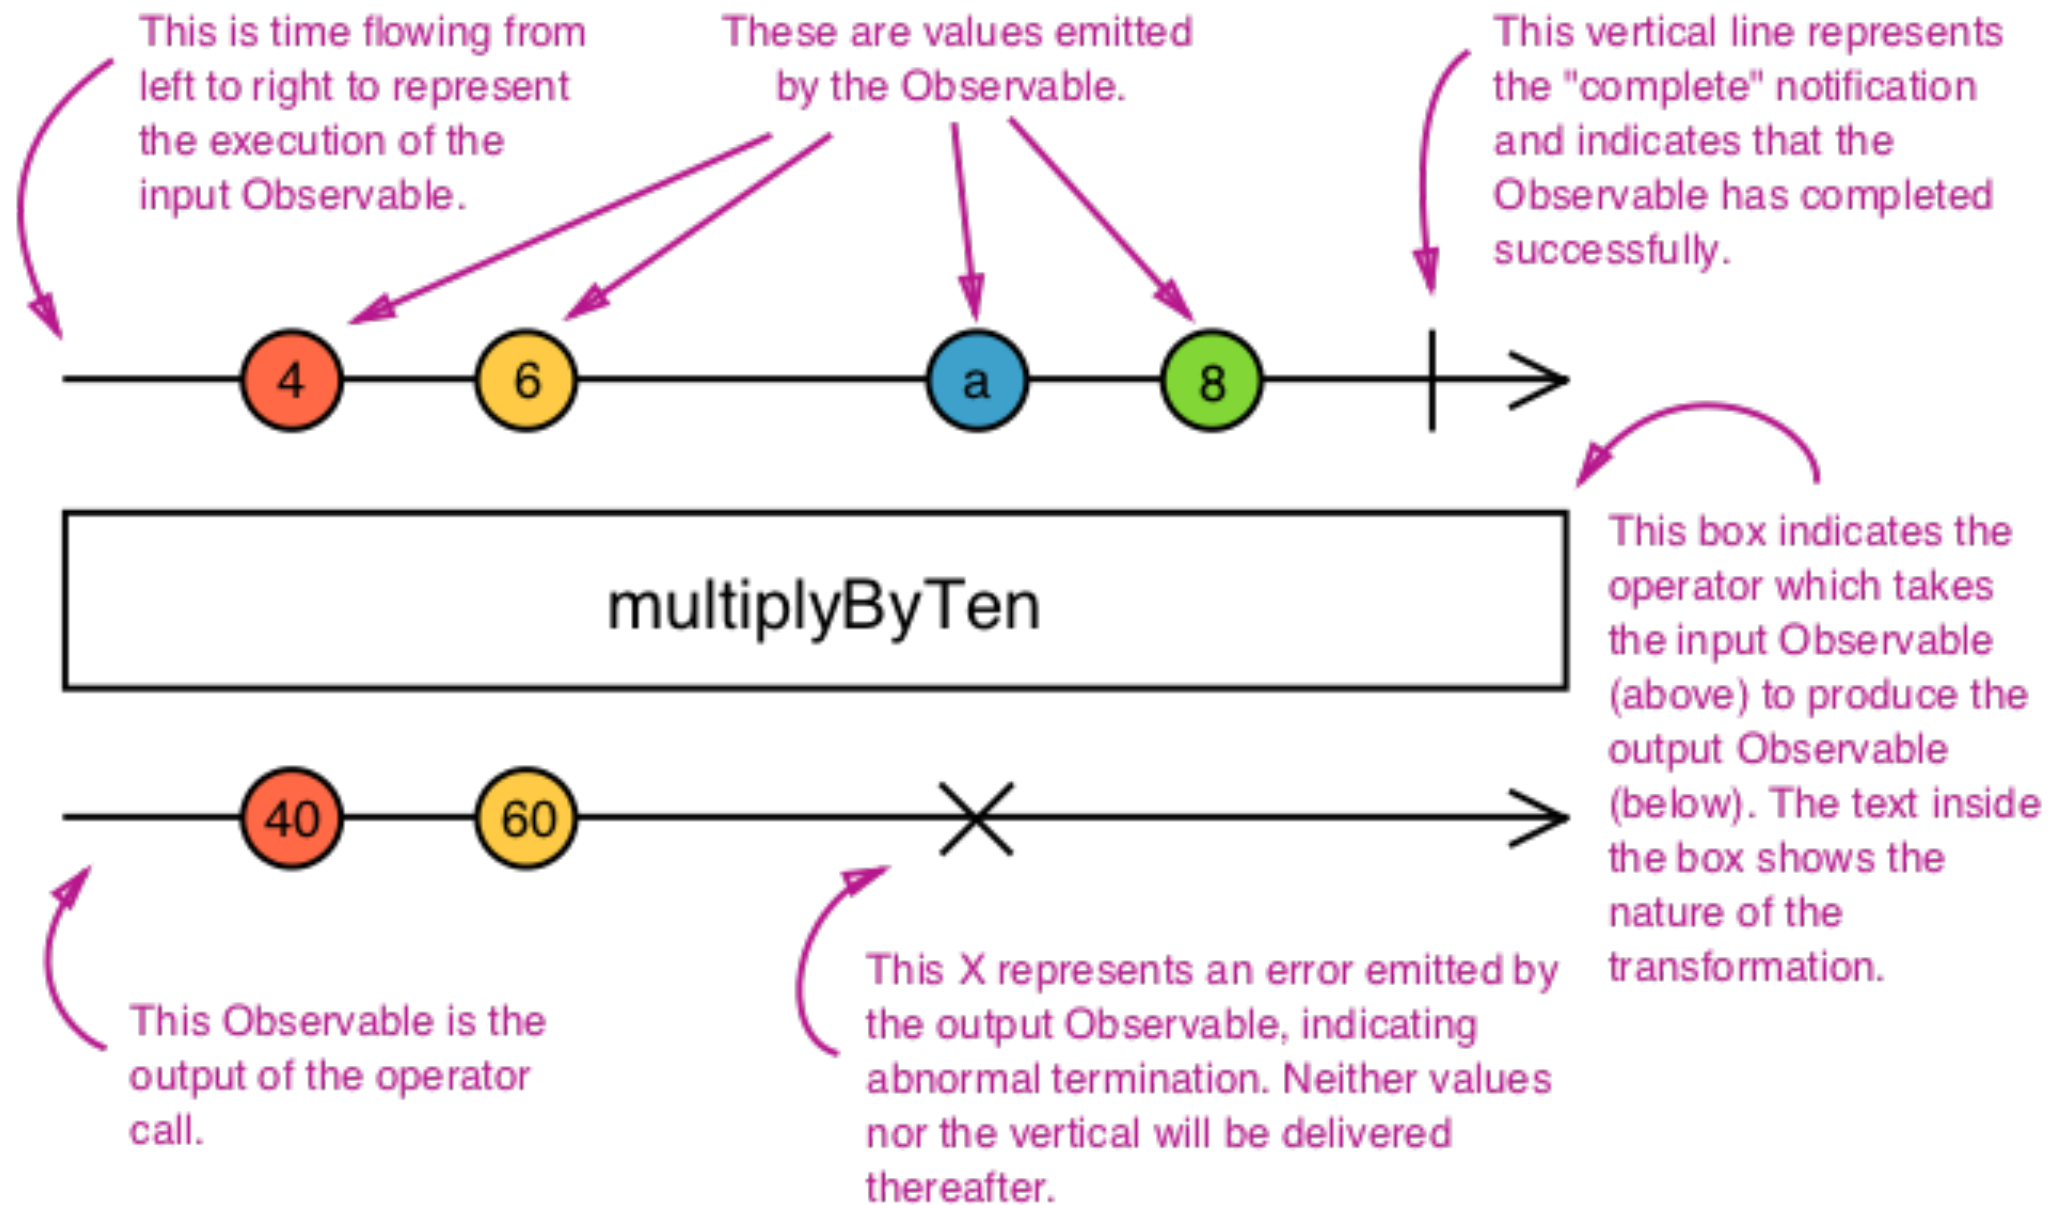 This is time flowing from
left to right to represent
the execution of the
input Observable.
These are values emitted
by the Observable.
This vertical line represents
the "complete" notification
and indicates that the
Observable has completed
successfully.
4
6
a
8
multiplyByTen
This box indicates the
operator which takes
the input Observable
(above) to produce the
output Observable
(below). The text inside
the box shows the
nature of the
transformation.
40
60
This Observable is the
output of the operator
call.
This X represents an error emitted by
the output Observable, indicating
abnormal termination. Neither values
nor the vertical will be delivered
thereafter.